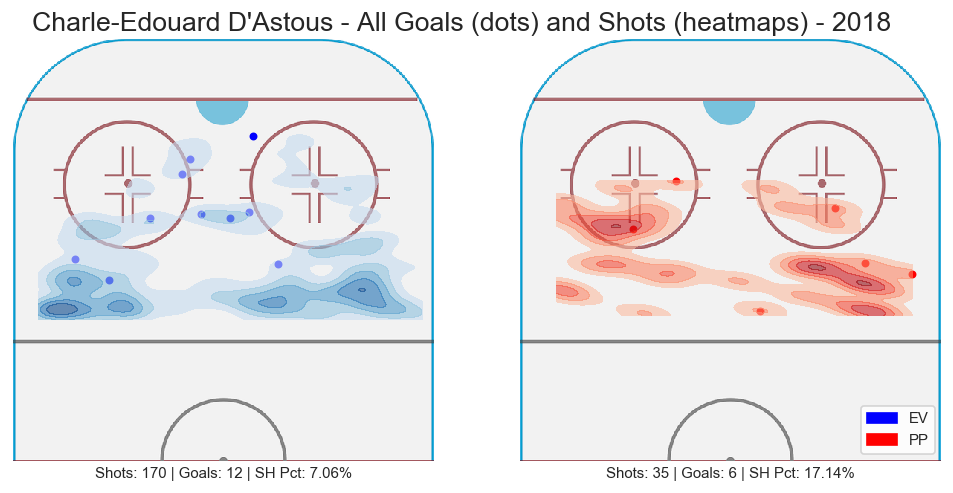 Charle-Edouard D'Astous - All Goals (dots) and Shots (heatmaps) - 2018
EV
PP
Shots: 170 | Goals: 12 | SH Pct: 7.06%
Shots: 35 | Goals: 6 | SH Pct: 17.14%